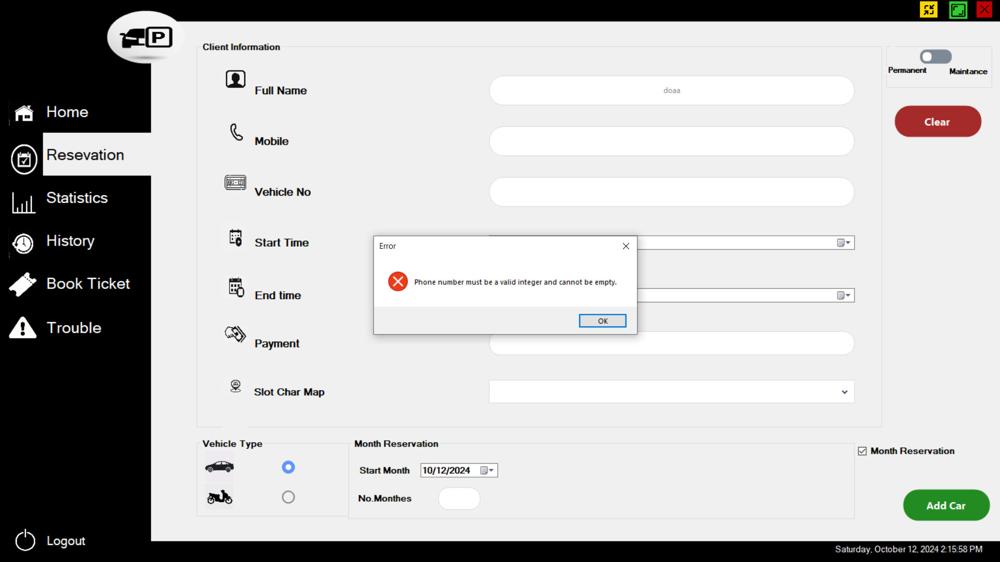 P
Client Information
Permanent
Maintance
Full Name
doaa
Home
Clear
Mobile
Resevation
ABC - 123
Vehicle No
Statistics
History
Start Time
Error
Phone number must be a valid integer and cannot be empty.
Book Ticket
End time
OK
Trouble
Payment
Slot Char Map
Vehicle Type
Month Reservation
Month Reservation
Start Month
10/12/2024
No.Monthes
Add Car
Logout
Saturday, October 12, 2024 2:15:58 PM